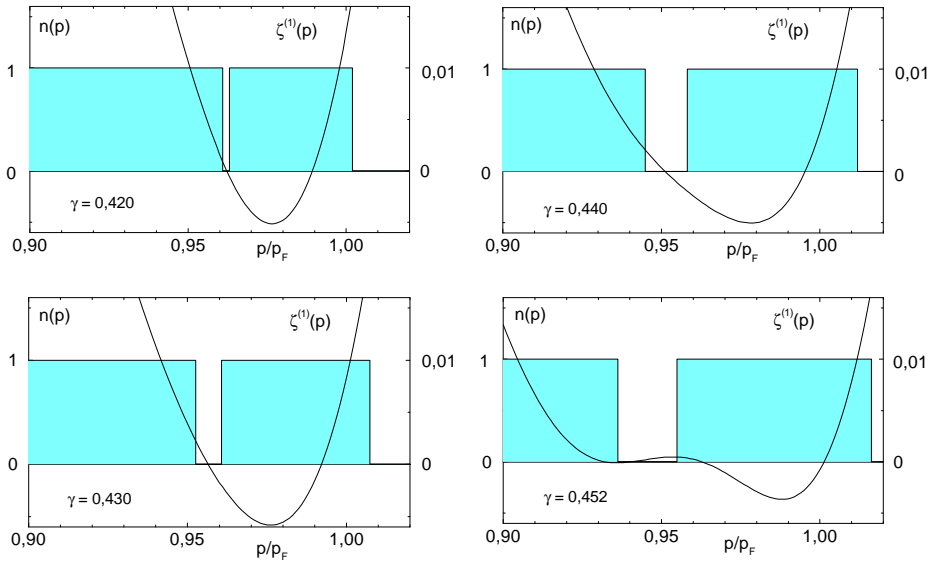 n(p) ζ⁽¹⁾(p)
1 0,01
0 0
γ = 0,420
0,90 0,95 1,00
p/p_F
n(p) ζ⁽¹⁾(p)
1 0,01
0 0
γ = 0,440
0,90 0,95 1,00
p/p_F
n(p) ζ⁽¹⁾(p)
1 0,01
0 0
γ = 0,430
0,90 0,95 1,00
p/p_F
n(p) ζ⁽¹⁾(p)
1 0,01
0 0
γ = 0,452
0,90 0,95 1,00
p/p_F